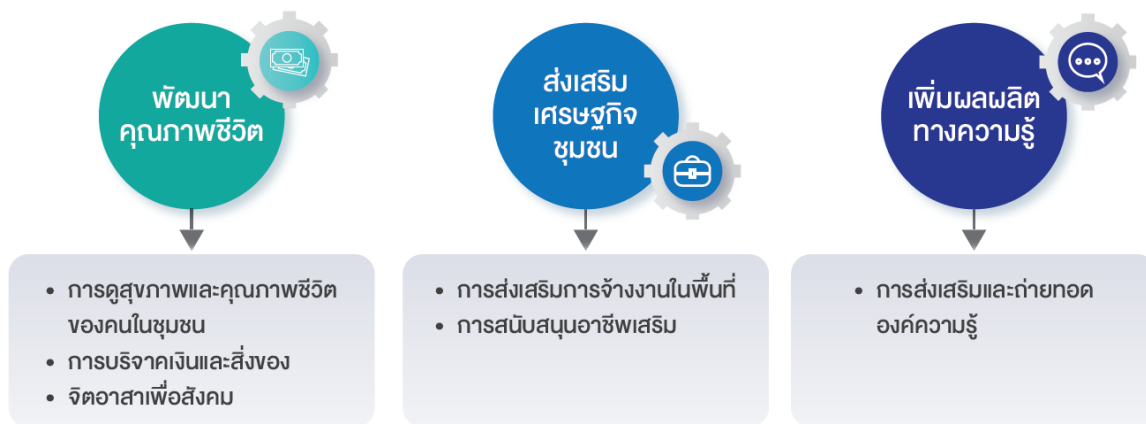 พัฒนา
คุณภาพชีวิต
ส่งเสริม
เศรษฐกิจ
ชุมชน
เพิ่มผลผลิต
ทางความรู้
• การดูสุขภาพและคุณภาพชีวิต
ของคนในชุมชน
• การบริจาคเงินและสิ่งของ
• จิตอาสาเพื่อสังคม
• การส่งเสริมการจ้างงานในพื้นที่
• การสนับสนุนอาชีพเสริม
• การส่งเสริมและถ่ายทอด
องค์ความรู้